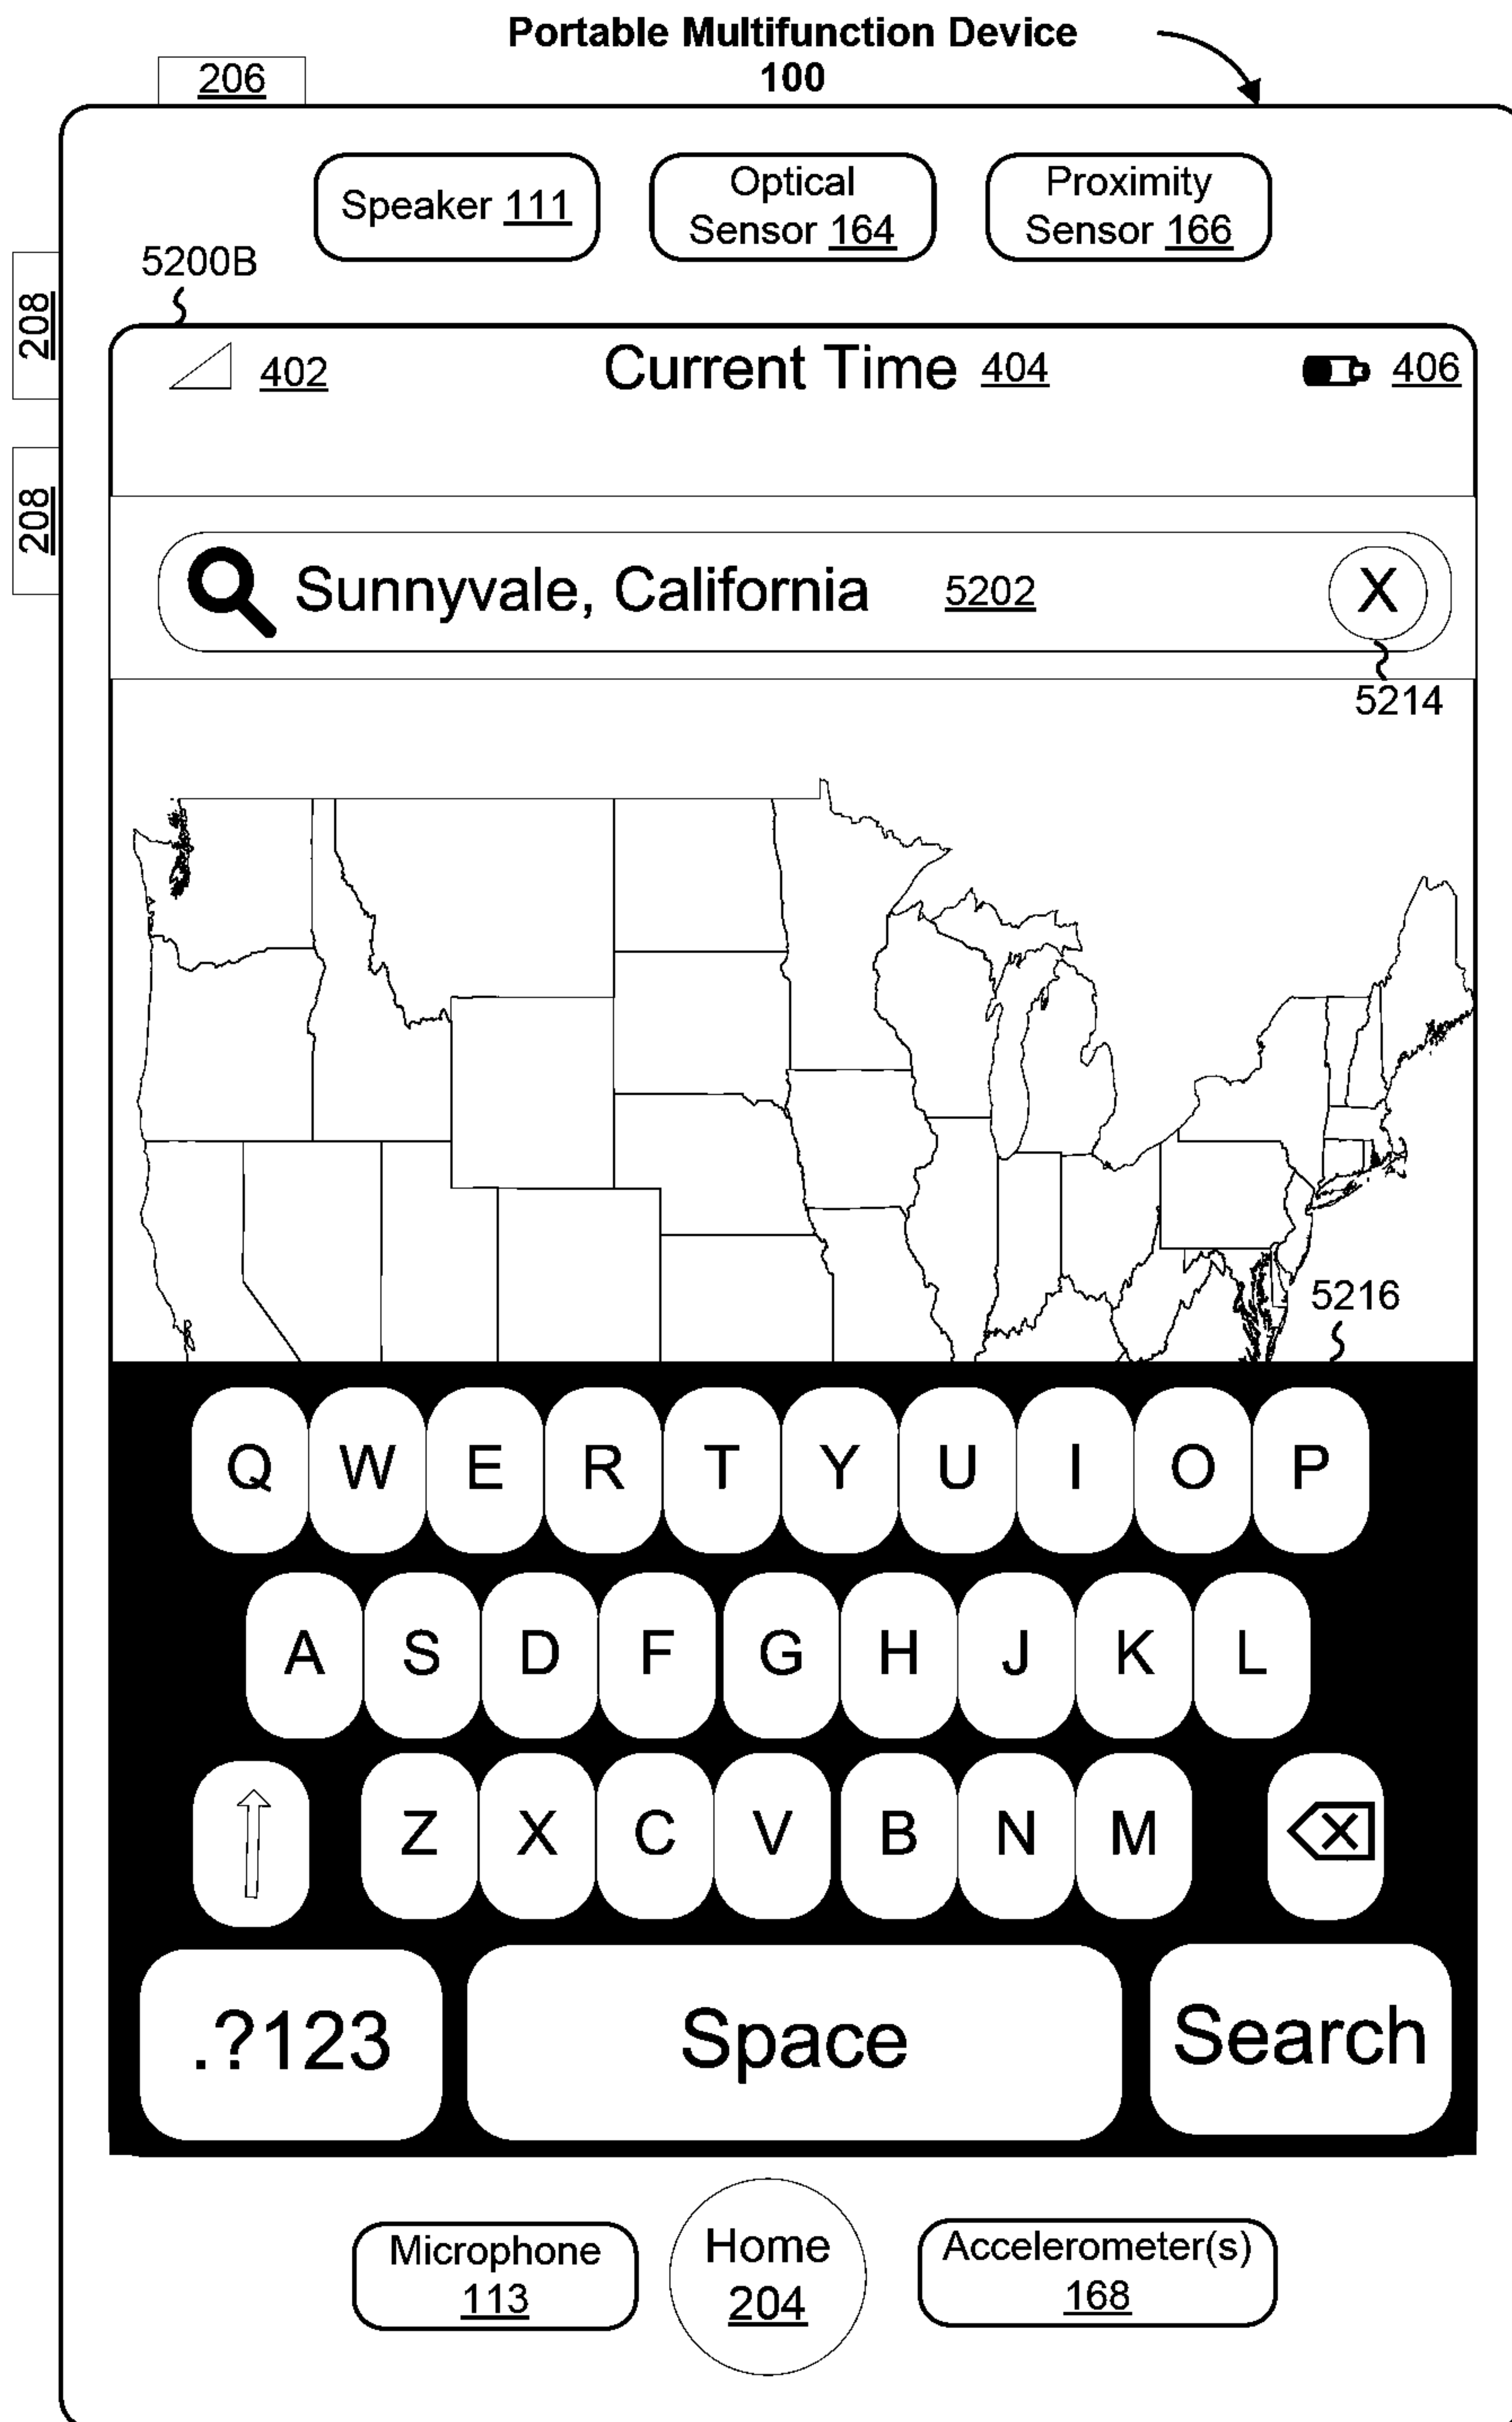 Portable Multifunction Device
100
206
Speaker 111
Optical
Sensor 164
Proximity
Sensor 166
5200B
208
208
402
Current Time 404
406
Sunnyvale, California 5202 X
5214
5216
Q W E R T Y U I O P
A S D F G H J K L
Z X C V B N M
.?123 Space Search
Microphone
113
Home
204
Accelerometer(s)
168